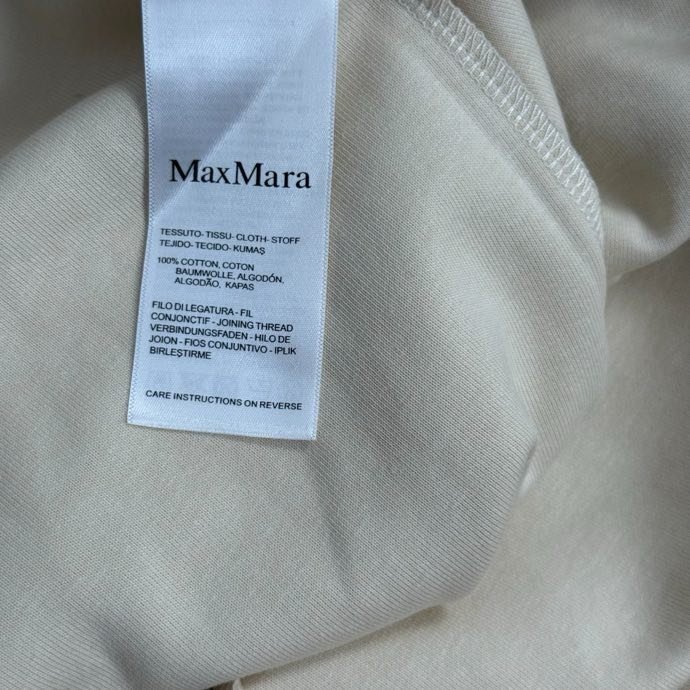 MaxMara
TESSUTO- TISSU- CLOTH- STOFF
TEJIDO- TECIDO- KUMAŞ
100% COTTON, COTON
BAUMWOLLE, ALGODÓN,
ALGODÃO, KAPAS
FILO DI LEGATURA - FIL
CONJONCTIF - JOINING THREAD
VERBINDUNGSFADEN - HILO DE
JOION - FIOS CONJUNTIVO - IPLIK
BIRLEŞTIRME
CARE INSTRUCTIONS ON REVERSE